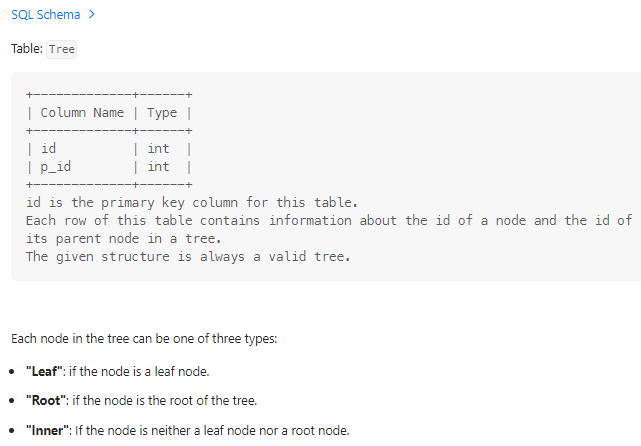 SQL Schema >
Table: Tree
+-------------+------+
| Column Name | Type |
+-------------+------+
| id          | int  |
| p_id        | int  |
+-------------+------+
id is the primary key column for this table.
Each row of this table contains information about the id of a node and the id of
its parent node in a tree.
The given structure is always a valid tree.
Each node in the tree can be one of three types:
• "Leaf": if the node is a leaf node.
• "Root": if the node is the root of the tree.
• "Inner": If the node is neither a leaf node nor a root node.